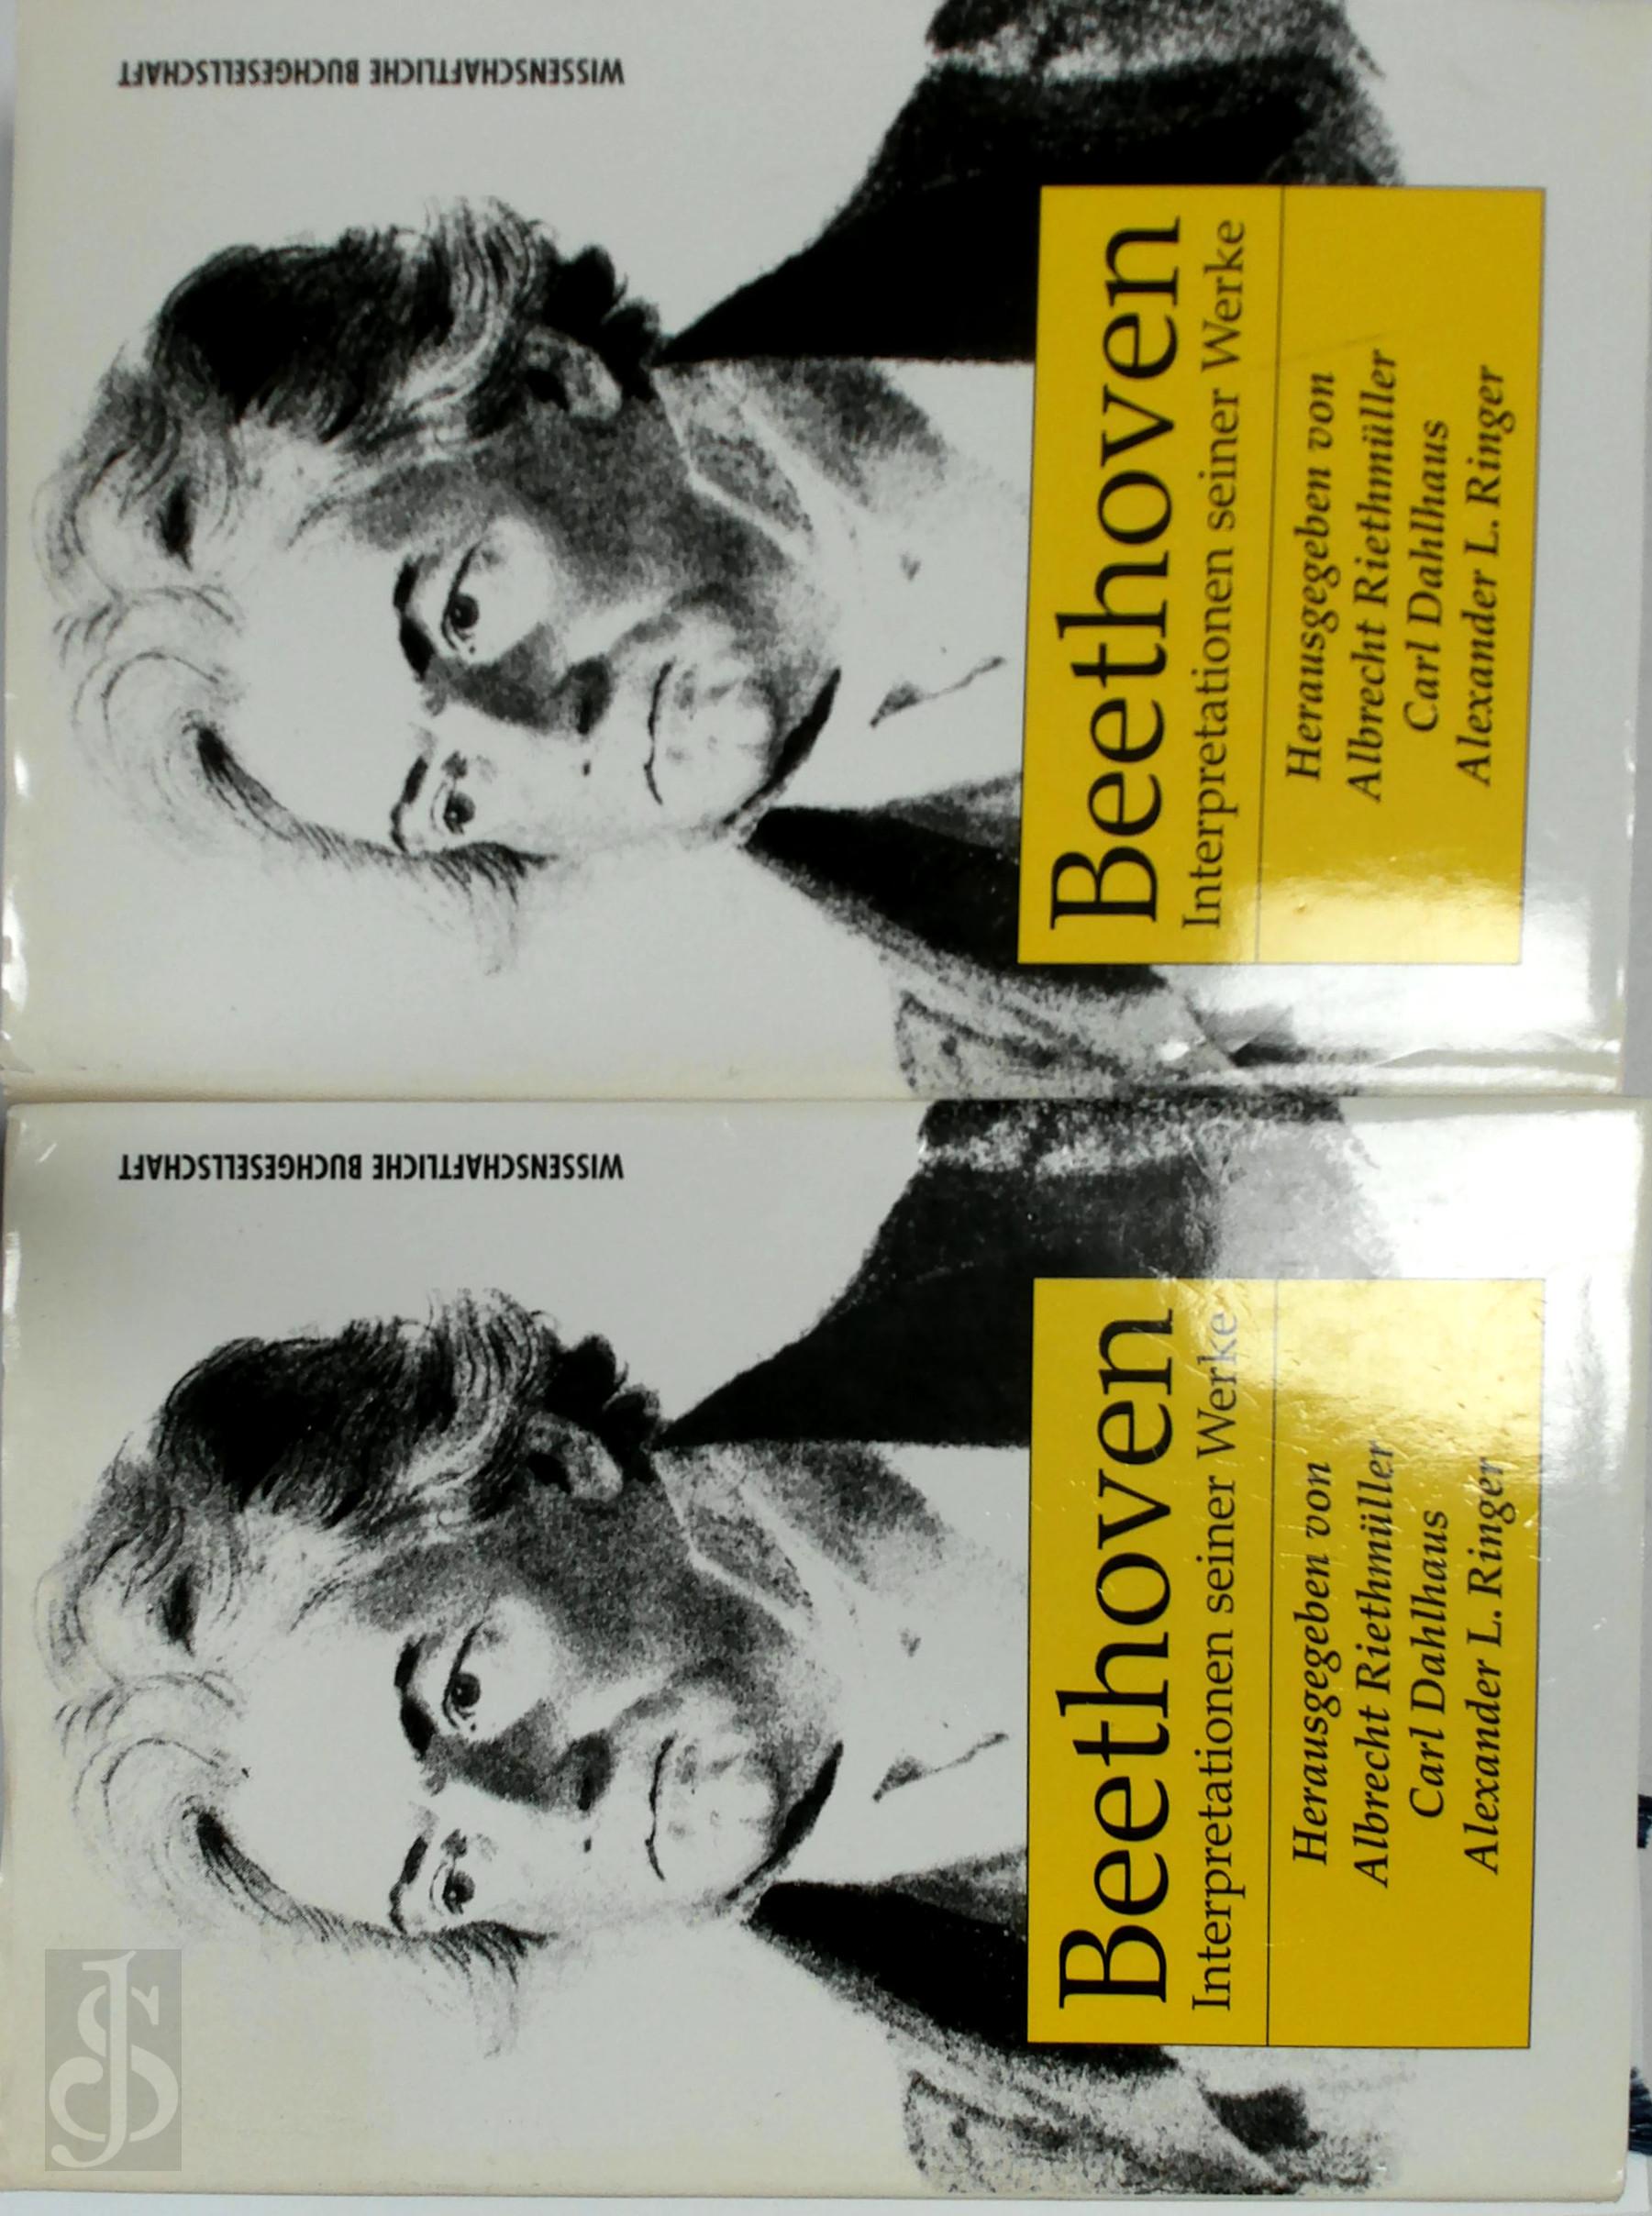 WISSENSCHAFTLICHE BUCHGESELLSCHAFT
Beethoven
Interpretationen seiner Werke
Herausgegeben von
Albrecht Riethmüller
Carl Dahlhaus
Alexander L. Ringer
WISSENSCHAFTLICHE BUCHGESELLSCHAFT
Beethoven
Interpretationen seiner Werke
Herausgegeben von
Albrecht Riethmüller
Carl Dahlhaus
Alexander L. Ringer
JS